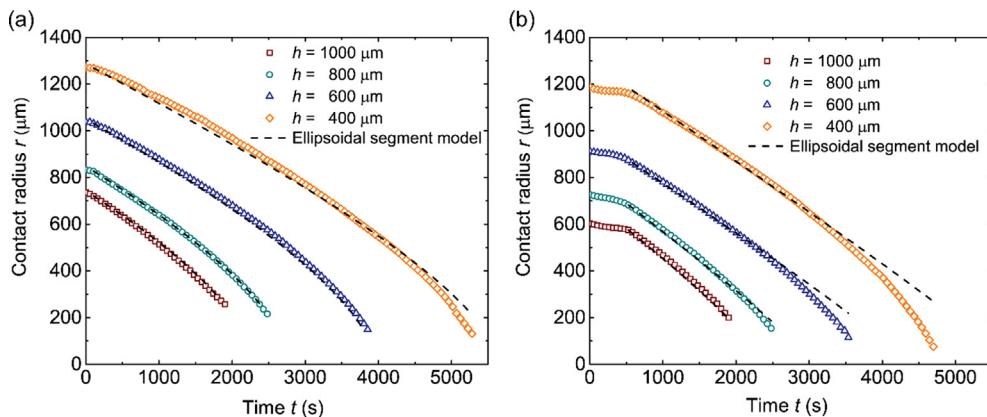 (a)
1400
1200
1000
800
600
400
200
0
Contact radius r (μm)
h = 1000 μm
h = 800 μm
h = 600 μm
h = 400 μm
Ellipsoidal segment model
0 1000 2000 3000 4000 5000
Time t (s)
(b)
1400
1200
1000
800
600
400
200
0
Contact radius r (μm)
h = 1000 μm
h = 800 μm
h = 600 μm
h = 400 μm
Ellipsoidal segment model
0 1000 2000 3000 4000 5000
Time t (s)